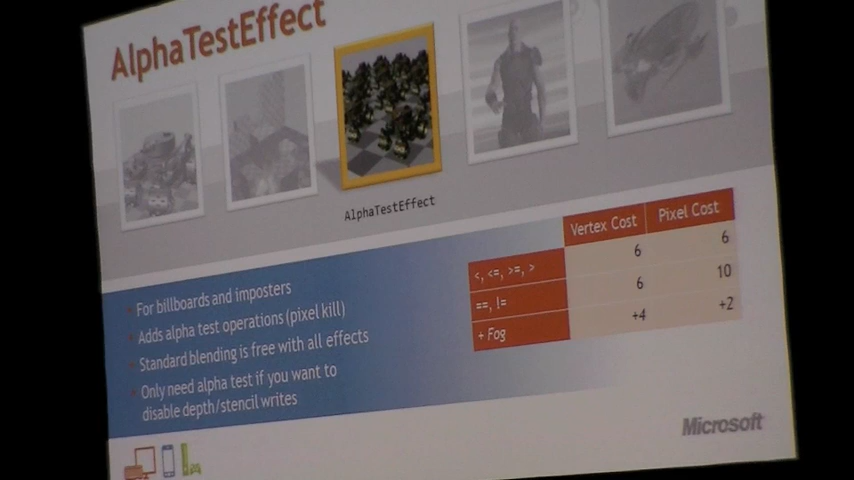 AlphaTestEffect
AlphaTestEffect
Vertex Cost Pixel Cost
<, <=, >=, > 6 6
==, != 6 10
+ Fog +4 +2
For billboards and imposters
Adds alpha test operations (pixel kill)
Standard blending is free with all effects
Only need alpha test if you want to
disable depth/stencil writes
Microsoft